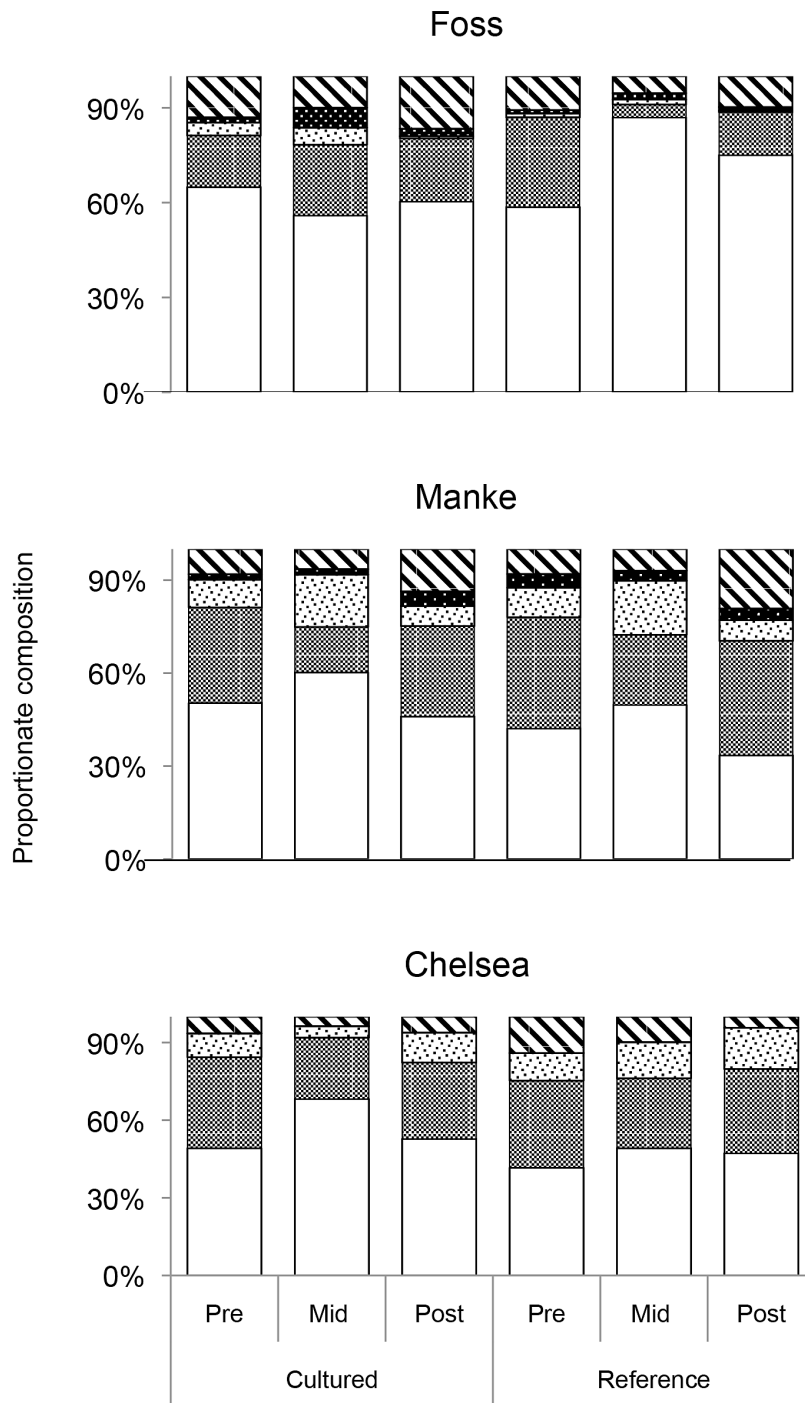 Foss
90%
60%
30%
0%
Manke
90%
60%
30%
0%
Proportionate composition
Chelsea
90%
60%
30%
0%
Pre Mid Post Pre Mid Post
Cultured Reference